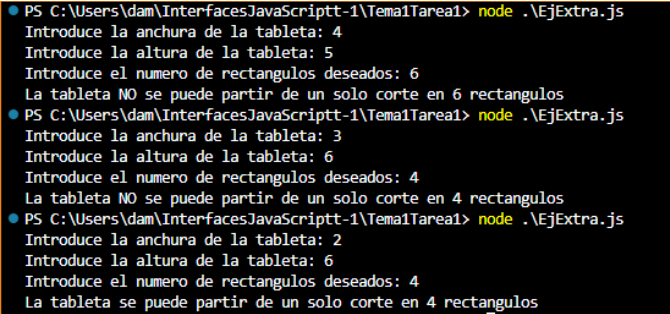 PS C:\Users\dam\InterfacesJavaScriptt-1\Tema1Tarea1> node .\EjExtra.js
Introduce la anchura de la tableta: 4
Introduce la altura de la tableta: 5
Introduce el numero de rectangulos deseados: 6
La tableta NO se puede partir de un solo corte en 6 rectangulos
PS C:\Users\dam\InterfacesJavaScriptt-1\Tema1Tarea1> node .\EjExtra.js
Introduce la anchura de la tableta: 3
Introduce la altura de la tableta: 6
Introduce el numero de rectangulos deseados: 4
La tableta NO se puede partir de un solo corte en 4 rectangulos
PS C:\Users\dam\InterfacesJavaScriptt-1\Tema1Tarea1> node .\EjExtra.js
Introduce la anchura de la tableta: 2
Introduce la altura de la tableta: 6
Introduce el numero de rectangulos deseados: 4
La tableta se puede partir de un solo corte en 4 rectangulos